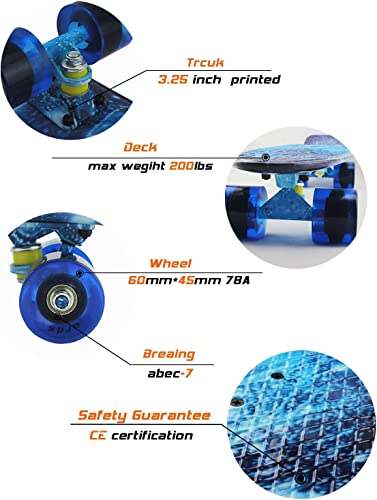 Trcuk
3.25 inch printed
Deck
max wegiht 200lbs
Wheel
60mm*45mm 78A
Breaing
abec-7
Safety Guarantee
CE certification